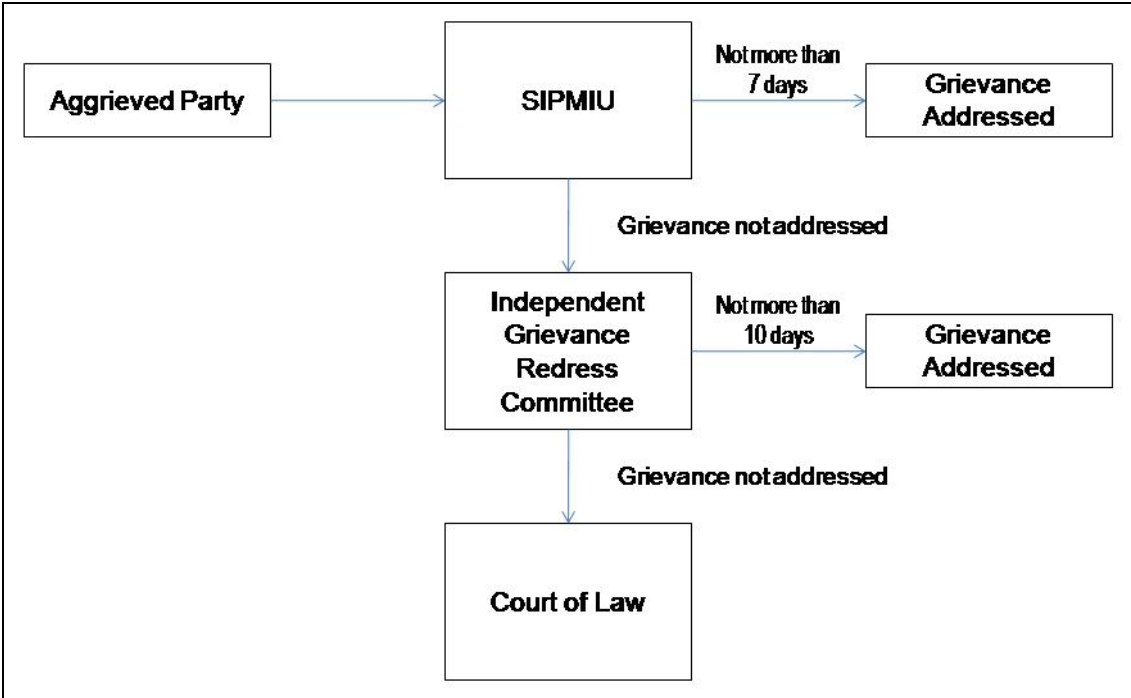 Aggrieved Party
SIPMIU
Not more than
7 days
Grievance
Addressed
Grievance not addressed
Independent
Grievance
Redress
Committee
Not more than
10 days
Grievance
Addressed
Grievance not addressed
Court of Law